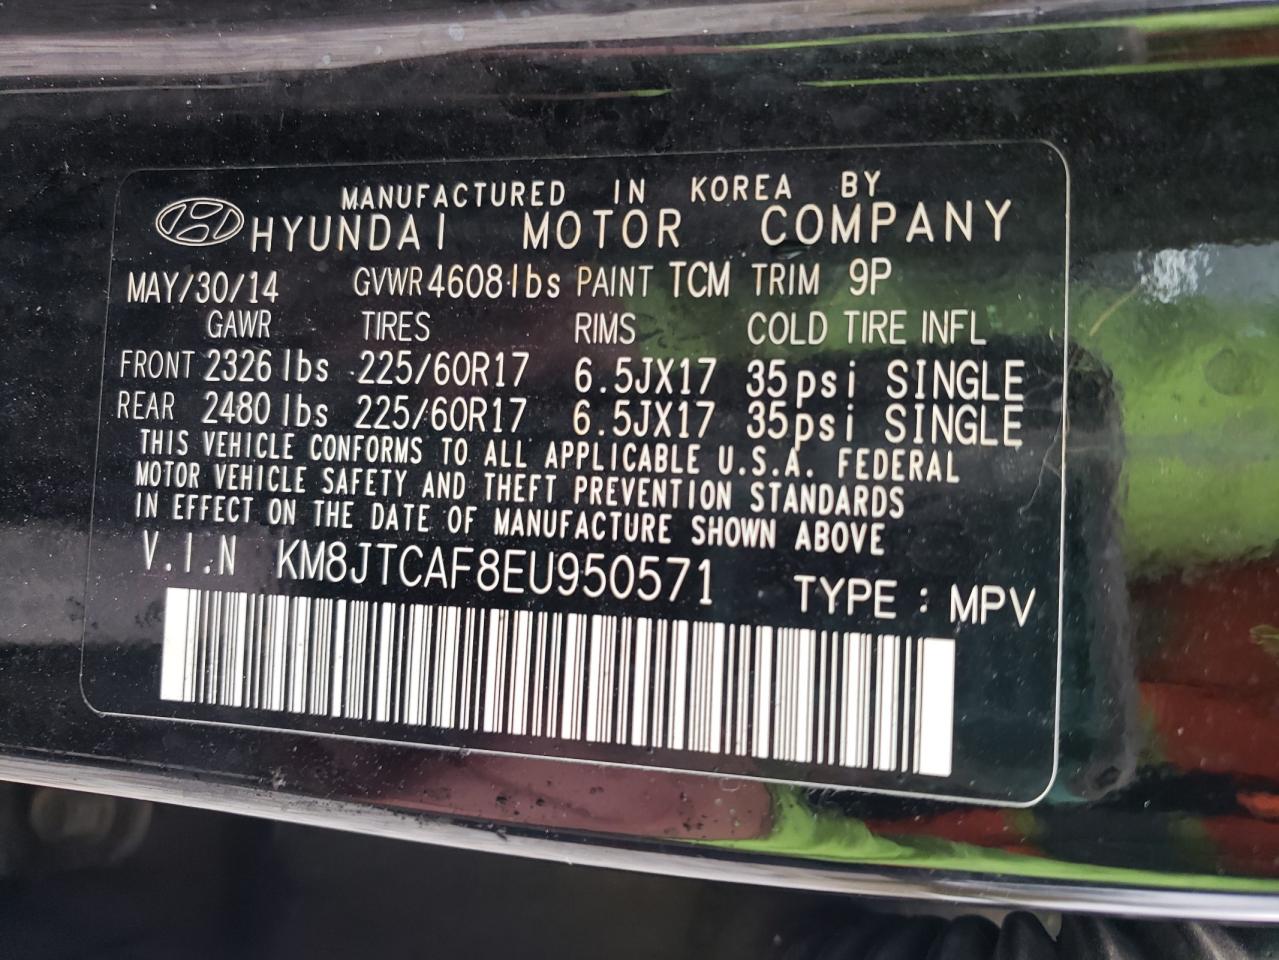 MANUFACTURED IN KOREA BY
HYUNDAI MOTOR COMPANY
MAY/30/14 GVWR 4608 lbs PAINT TCM TRIM 9P
GAWR TIRES RIMS COLD TIRE INFL
FRONT 2326 lbs 225/60R17 6.5JX17 35psi SINGLE
REAR 2480 lbs 225/60R17 6.5JX17 35psi SINGLE
THIS VEHICLE CONFORMS TO ALL APPLICABLE U.S.A. FEDERAL
MOTOR VEHICLE SAFETY AND THEFT PREVENTION STANDARDS
IN EFFECT ON THE DATE OF MANUFACTURE SHOWN ABOVE
V.I.N KM8JTCAF8EU950571 TYPE : MPV